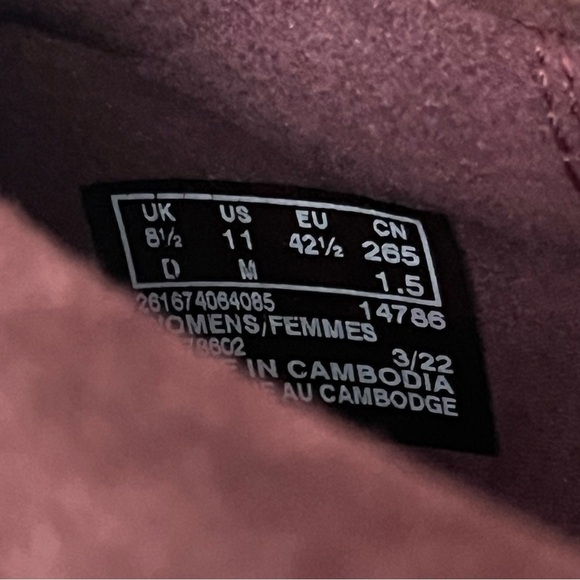 UK US EU CN
8½ 11 42½ 265
D M 1.5
261674064085 14786
WOMENS/FEMMES
3/22
IN CAMBODIA
AU CAMBODGE